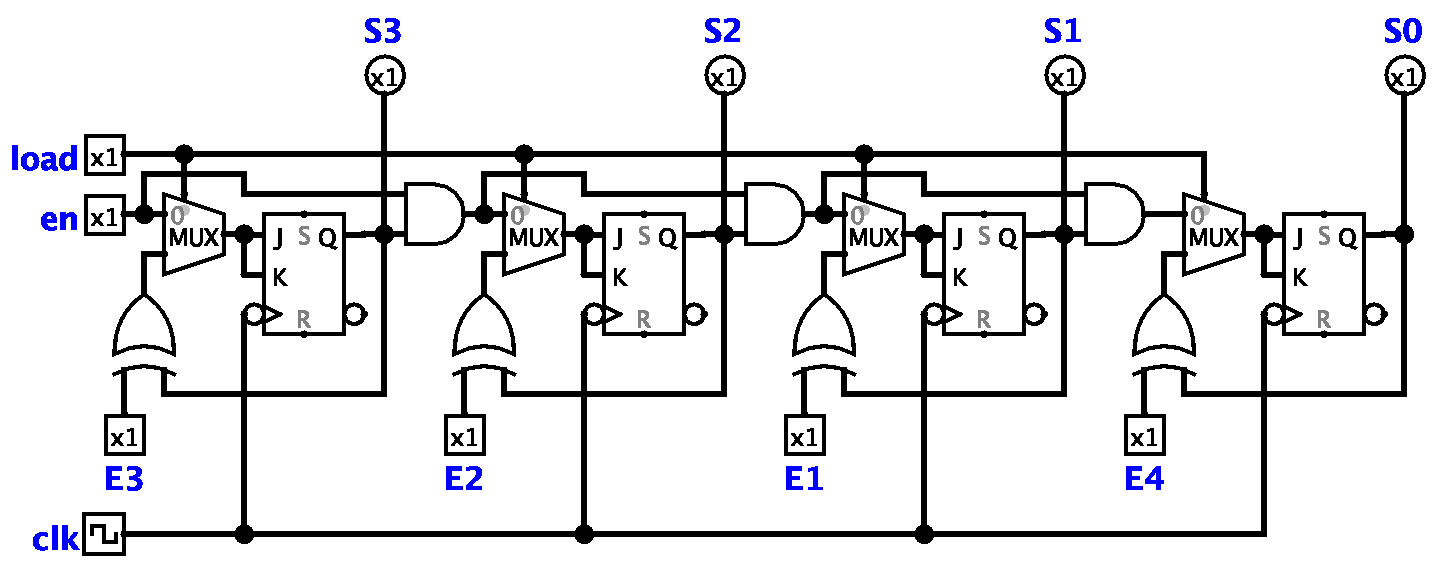 S3 S2 S1 S0
x1 x1 x1 x1
load x1
en x1
0 MUX J S Q K R
0 MUX J S Q K R
0 MUX J S Q K R
0 MUX J S Q K R
x1 x1 x1 x1
E3 E2 E1 E4
clk